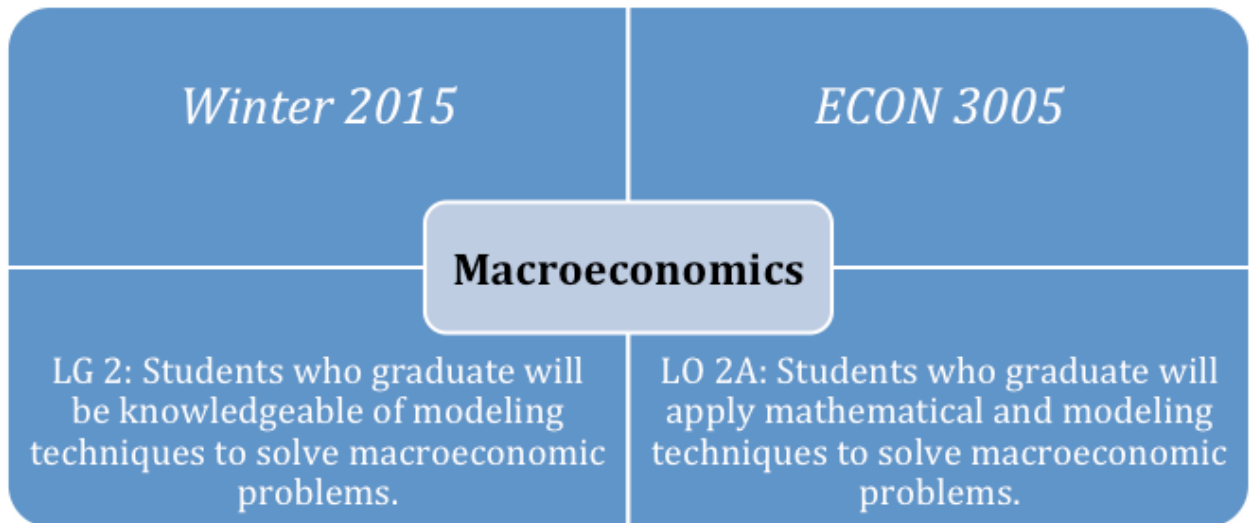 Winter 2015
ECON 3005
Macroeconomics
LG 2: Students who graduate will
be knowledgeable of modeling
techniques to solve macroeconomic
problems.
LO 2A: Students who graduate will
apply mathematical and modeling
techniques to solve macroeconomic
problems.